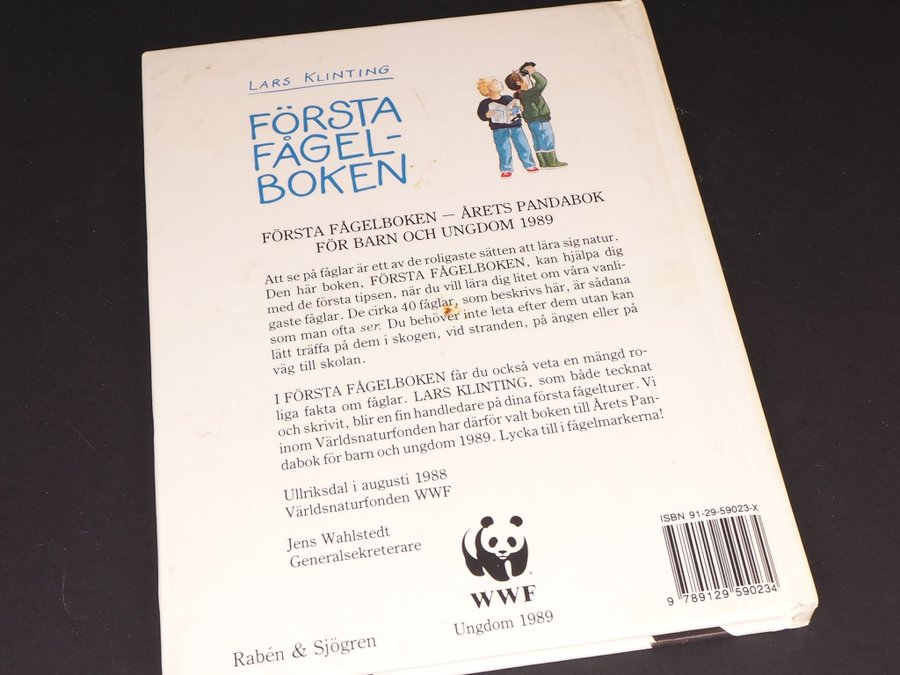 LARS KLINTING
FÖRSTA
FÅGEL-
BOKEN
FÖRSTA FÅGELBOKEN — ÅRETS PANDABOK
FÖR BARN OCH UNGDOM 1989
Att se på fåglar är ett av de roligaste sätten att lära sig natur.
Den här boken, FÖRSTA FÅGELBOKEN, kan hjälpa dig
med de första tipsen, när du vill lära dig litet om våra vanli-
gaste fåglar. De cirka 40 fåglar, som beskrivs här, är sådana
som man ofta ser. Du behöver inte leta efter dem utan kan
lätt träffa på dem i skogen, vid stranden, på ängen eller på
väg till skolan.
I FÖRSTA FÅGELBOKEN får du också veta en mängd ro-
liga fakta om fåglar. LARS KLINTING, som både tecknat
och skrivit, blir en fin handledare på dina första fågelturer. Vi
inom Världsnaturfonden har därför valt boken till Årets Pan-
dabok för barn och ungdom 1989. Lycka till i fågelmarkerna!
Ullriksdal i augusti 1988
Världsnaturfonden WWF
Jens Wahlstedt
Generalsekreterare
WWF
Ungdom 1989
ISBN 91-29-59023-X
9 789129 590234
Rabén & Sjögren